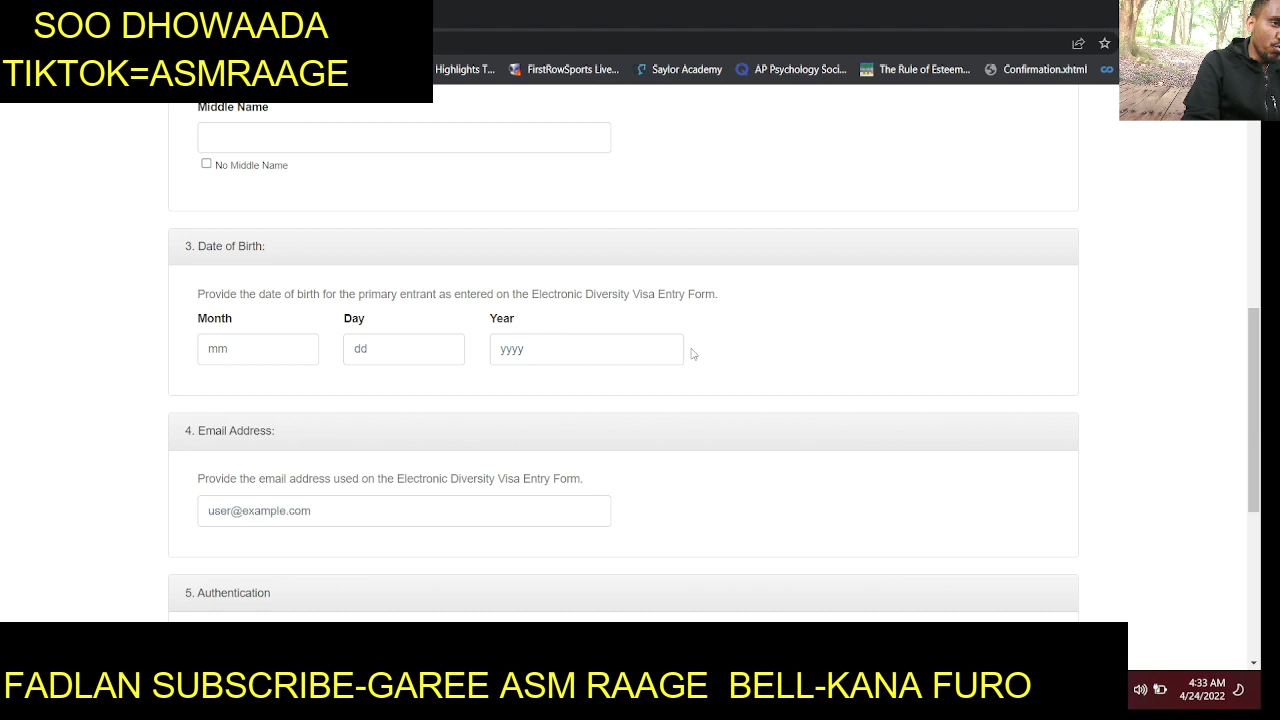 SOO DHOWAADA
TIKTOK=ASMRAAGE
Highlights T... FirstRowSports Live... Saylor Academy AP Psychology Sci... The Rule of Esteem... Confirmation.xhtml
Middle Name
No Middle Name
3. Date of Birth:
Provide the date of birth for the primary entrant as entered on the Electronic Diversity Visa Entry Form.
Month Day Year
mm dd yyyy
4. Email Address:
Provide the email address used on the Electronic Diversity Visa Entry Form.
user@example.com
5. Authentication
FADLAN SUBSCRIBE-GAREE ASM RAAGE BELL-KANA FURO
4:33 AM
4/24/2022